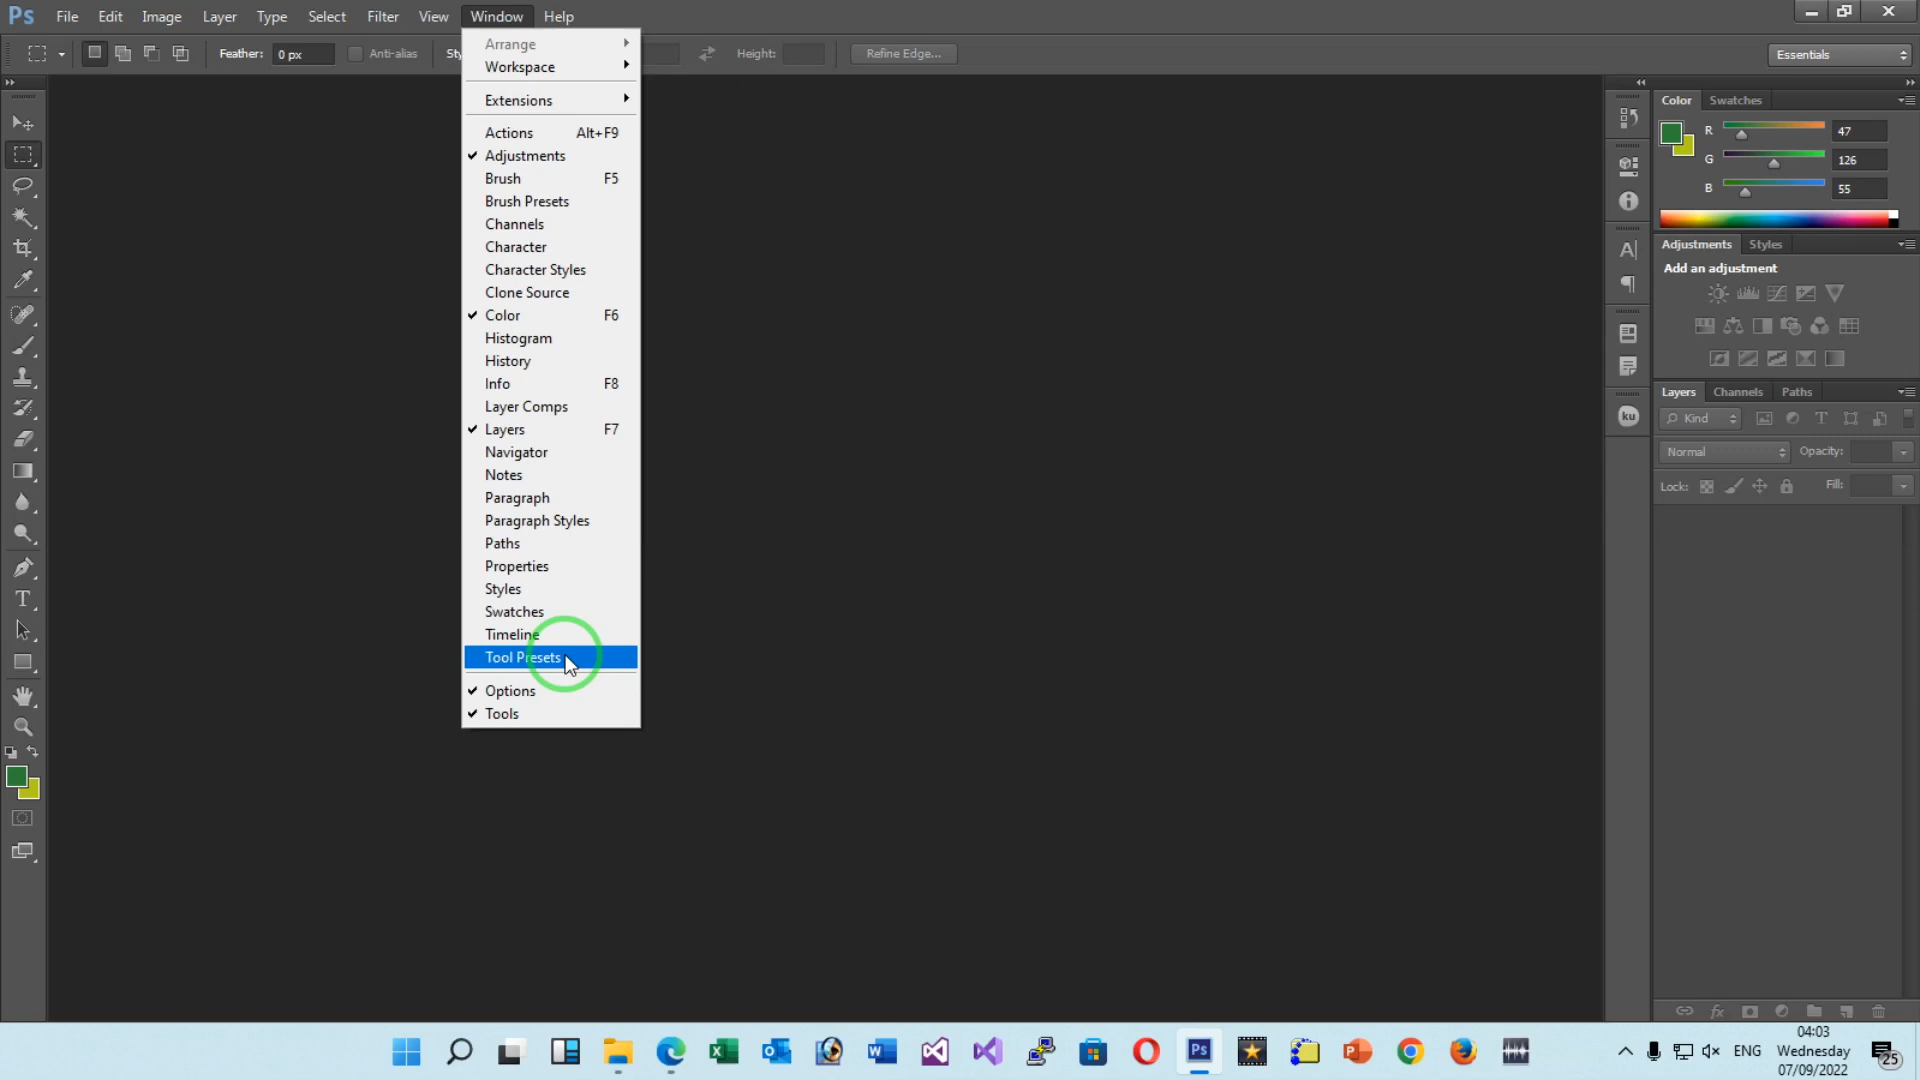 Ps File Edit Image Layer Type Select Filter View Window Help
Feather: 0 px Anti-alias Sty Height: Refine Edge... Essentials
Arrange
Workspace
Extensions
Actions Alt+F9
Adjustments
Brush F5
Brush Presets
Channels
Character
Character Styles
Clone Source
Color F6
Histogram
History
Info F8
Layer Comps
Layers F7
Navigator
Notes
Paragraph
Paragraph Styles
Paths
Properties
Styles
Swatches
Timeline
Tool Presets
Options
Tools
Color Swatches
R 47
G 126
B 55
Adjustments Styles
Add an adjustment
ku
Layers Channels Paths
Kind
Normal Opacity:
Lock: Fill:
ENG
04:03
Wednesday
07/09/2022
25